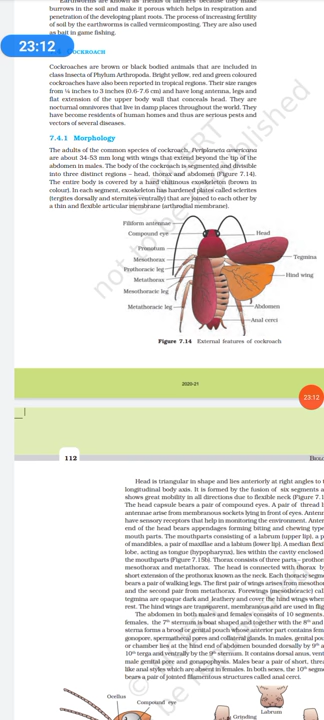 Earthworms are known as 'friends of farmers' because they make
burrows in the soil and make it porous which helps in respiration and
penetration of the developing plant roots. The process of increasing fertility
of soil by the earthworms is called vermicomposting. They are also used
as bait in game fishing.
23:12
COCKROACH
Cockroaches are brown or black bodied animals that are included in
class Insecta of Phylum Arthropoda. Bright yellow, red and green coloured
cockroaches have also been reported in tropical regions. Their size ranges
from ¼ inches to 3 inches (0.6-7.6 cm) and have long antenna, legs and
flat extension of the upper body wall that conceals head. They are
nocturnal omnivores that live in damp places throughout the world. They
have become residents of human homes and thus are serious pests and
vectors of several diseases.
7.4.1 Morphology
The adults of the common species of cockroach, Periplaneta americana
are about 34-53 mm long with wings that extend beyond the tip of the
abdomen in males. The body of the cockroach is segmented and divisible
into three distinct regions – head, thorax and abdomen (Figure 7.14).
The entire body is covered by a hard chitinous exoskeleton (brown in
colour). In each segment, exoskeleton has hardened plates called sclerites
(tergites dorsally and sternites ventrally) that are joined to each other by
a thin and flexible articular membrane (arthrodial membrane).
Filiform antennae
Compound eye
Head
Pronotum
Tegmina
Mesothorax
Prothoracic leg
Hind wing
Metathorax
Mesothoracic leg
Metathoracic leg
Abdomen
Anal cerci
Figure 7.14 External features of cockroach
2020-21
23:12
112
BIOLO
Head is triangular in shape and lies anteriorly at right angles to t
longitudinal body axis. It is formed by the fusion of six segments a
shows great mobility in all directions due to flexible neck (Figure 7.1
The head capsule bears a pair of compound eyes. A pair of thread l
antennae arise from membranous sockets lying in front of eyes. Anten
have sensory receptors that help in monitoring the environment. Anter
end of the head bears appendages forming biting and chewing type
mouth parts. The mouthparts consisting of a labrum (upper lip), a p
of mandibles, a pair of maxillae and a labium (lower lip). A median flexi
lobe, acting as tongue (hypopharynx), lies within the cavity enclosed
the mouthparts (Figure 7.15b). Thorax consists of three parts – prothor
mesothorax and metathorax. The head is connected with thorax by
short extension of the prothorax known as the neck. Each thoracic segm
bears a pair of walking legs. The first pair of wings arises from mesothor
and the second pair from metathorax. Forewings (mesothoracic) cal
tegmina are opaque dark and leathery and cover the hind wings when
rest. The hind wings are transparent, membranous and are used in flig
The abdomen in both males and females consists of 10 segments.
females, the 7th sternum is boat shaped and together with the 8th and
sterna forms a brood or genital pouch whose anterior part contains fem
gonopore, spermathecal pores and collateral glands. In males, genital pou
or chamber lies at the hind end of abdomen bounded dorsally by 9th a
10th terga and ventrally by the 9th sternum. It contains dorsal anus, vent
male genital pore and gonapophysis. Males bear a pair of short, threa
like anal styles which are absent in females. In both sexes, the 10th segme
bears a pair of jointed filamentous structures called anal cerci.
Ocellus
Compound eye
Labrum
Grinding